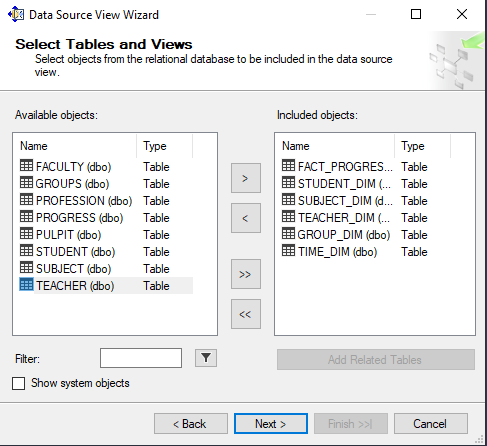 Data Source View Wizard
Select Tables and Views
Select objects from the relational database to be included in the data source
view.
Available objects:
Included objects:
Name Type
Name Type
FACULTY (dbo) Table
GROUPS (dbo) Table
PROFESSION (dbo) Table
PROGRESS (dbo) Table
PULPIT (dbo) Table
STUDENT (dbo) Table
SUBJECT (dbo) Table
TEACHER (dbo) Table
>
<
>>
<<
FACT_PROGRES... Table
STUDENT_DIM (... Table
SUBJECT_DIM (d... Table
TEACHER_DIM (... Table
GROUP_DIM (dbo) Table
TIME_DIM (dbo) Table
Filter:
Add Related Tables
Show system objects
< Back Next > Finish >>| Cancel